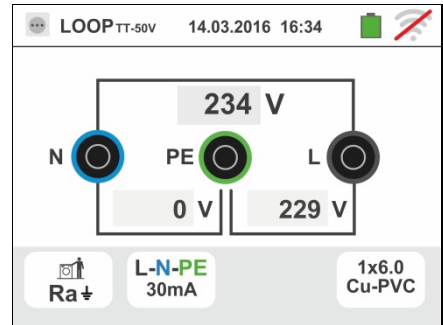 LOOP TT-50V 14.03.2016 16:34
234 V
N PE L
0 V 229 V
Ra L-N-PE 1x6.0
30mA Cu-PVC